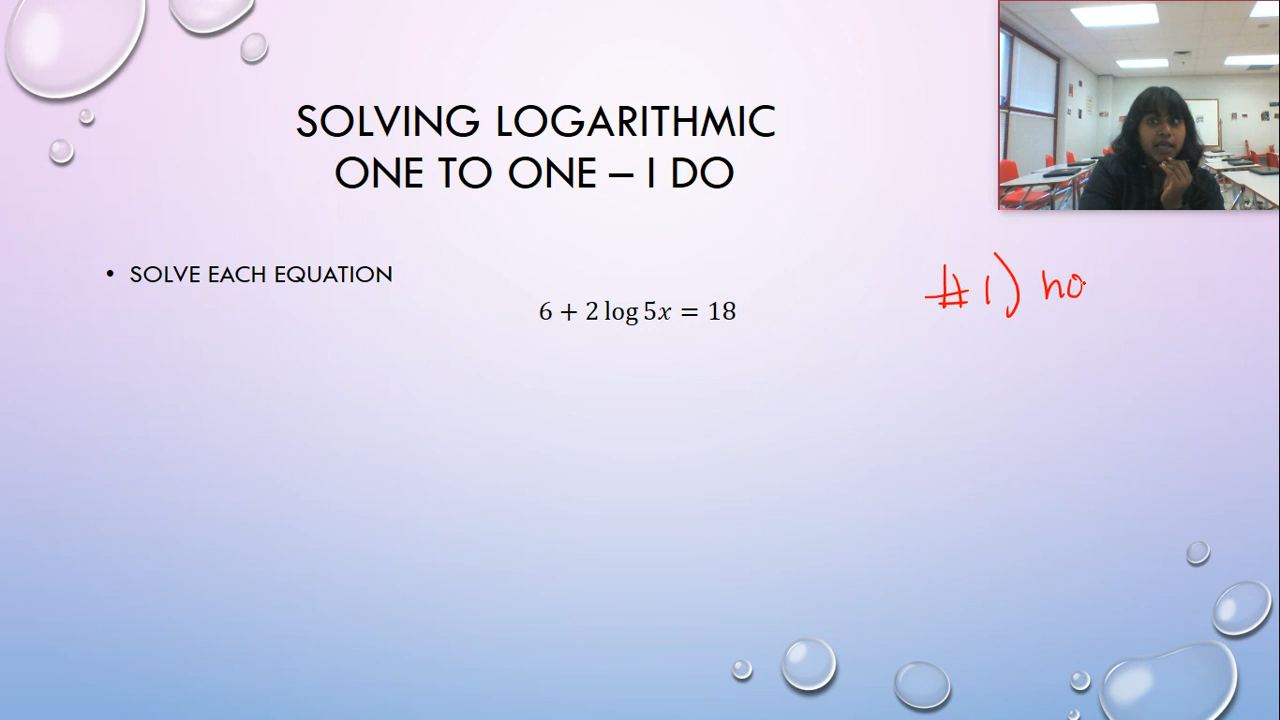 SOLVING LOGARITHMIC
ONE TO ONE – I DO
• SOLVE EACH EQUATION
6 + 2 log 5x = 18
#1) no